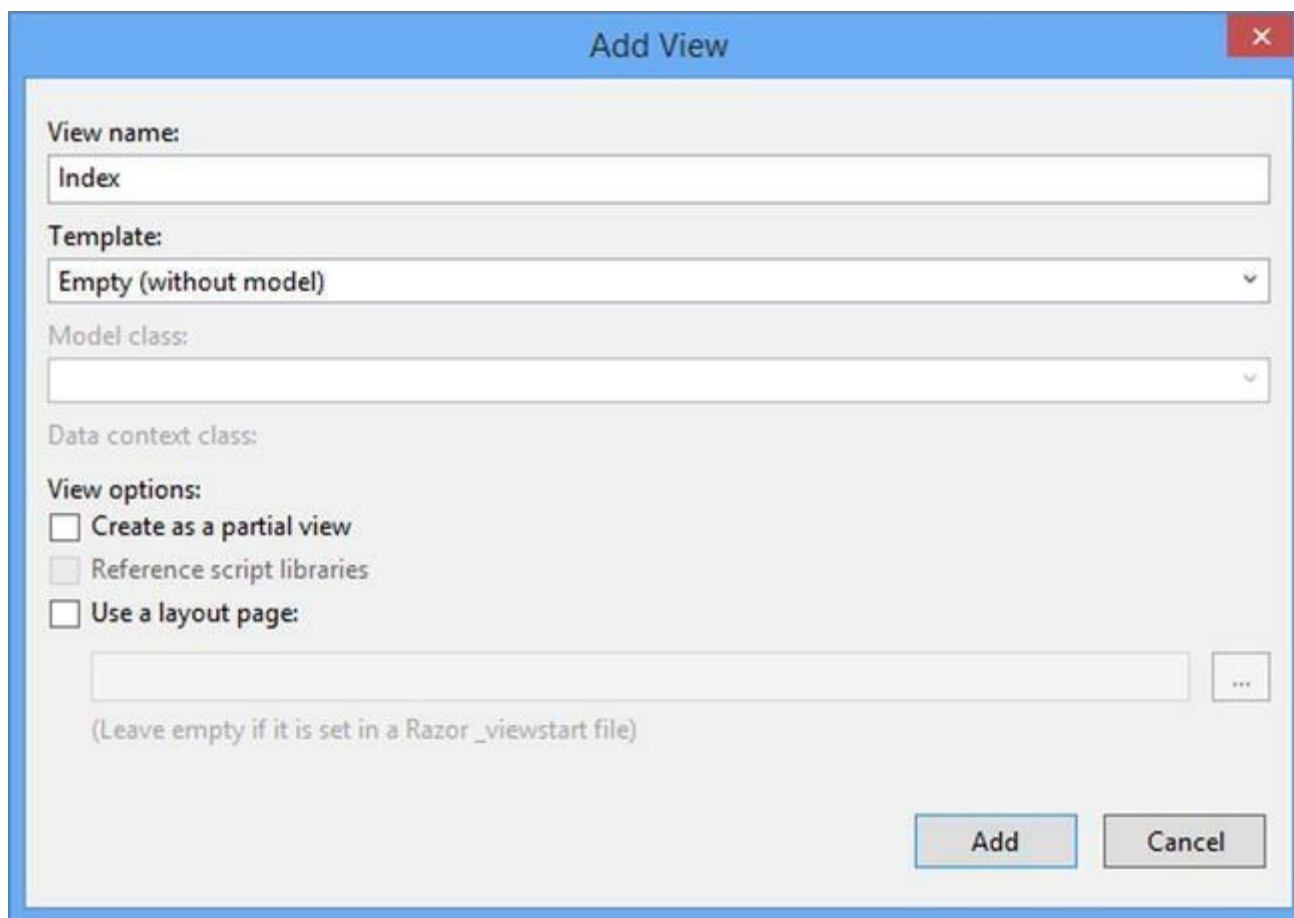 Add View
View name:
Index
Template:
Empty (without model)
Model class:
Data context class:
View options:
Create as a partial view
Reference script libraries
Use a layout page:
...
(Leave empty if it is set in a Razor _viewstart file)
Add Cancel